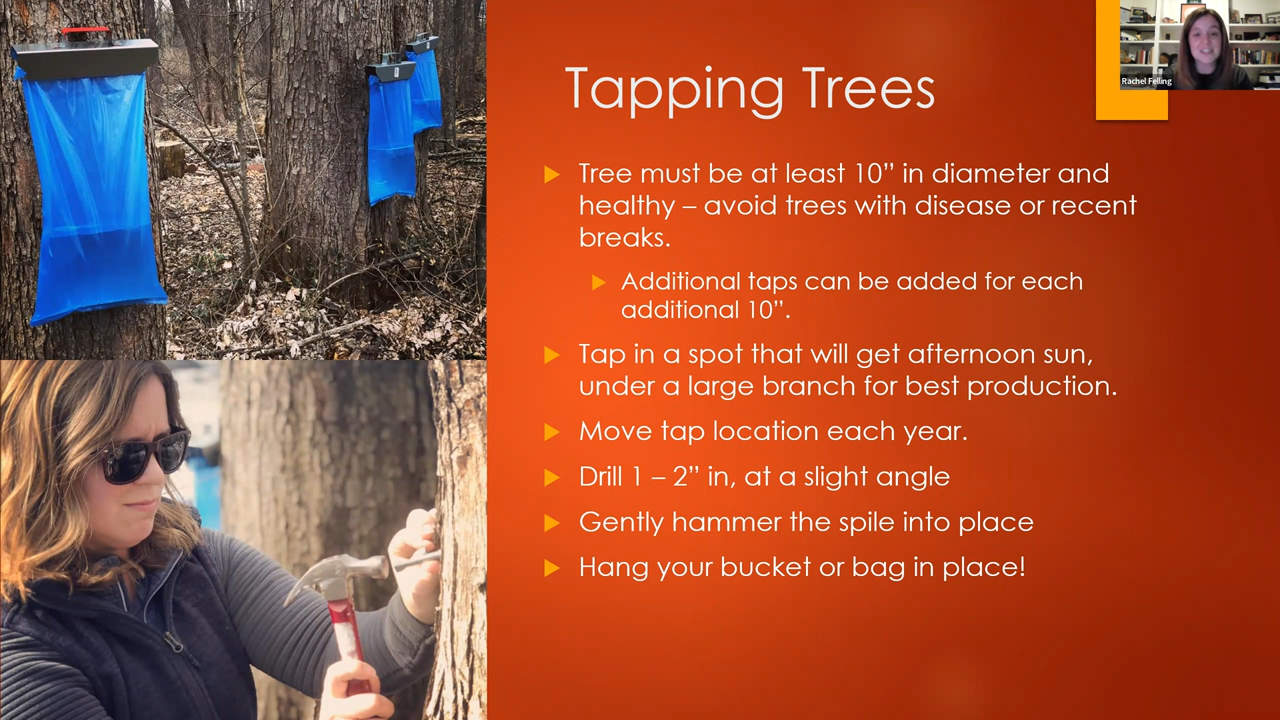 Tapping Trees
Rachel Felling
Tree must be at least 10” in diameter and
healthy – avoid trees with disease or recent
breaks.
Additional taps can be added for each
additional 10”.
Tap in a spot that will get afternoon sun,
under a large branch for best production.
Move tap location each year.
Drill 1 – 2” in, at a slight angle
Gently hammer the spile into place
Hang your bucket or bag in place!